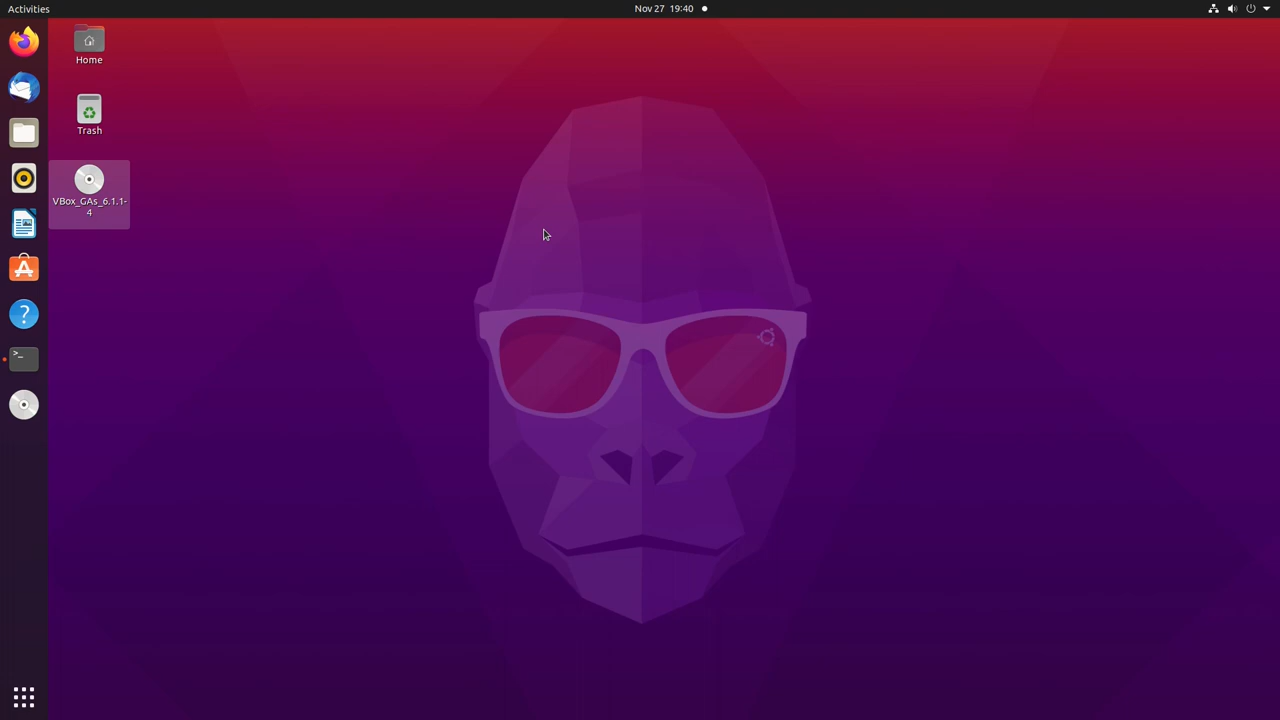 Activities
Nov 27 19:40
Home
Trash
VBox_GAs_6.1.1-
4